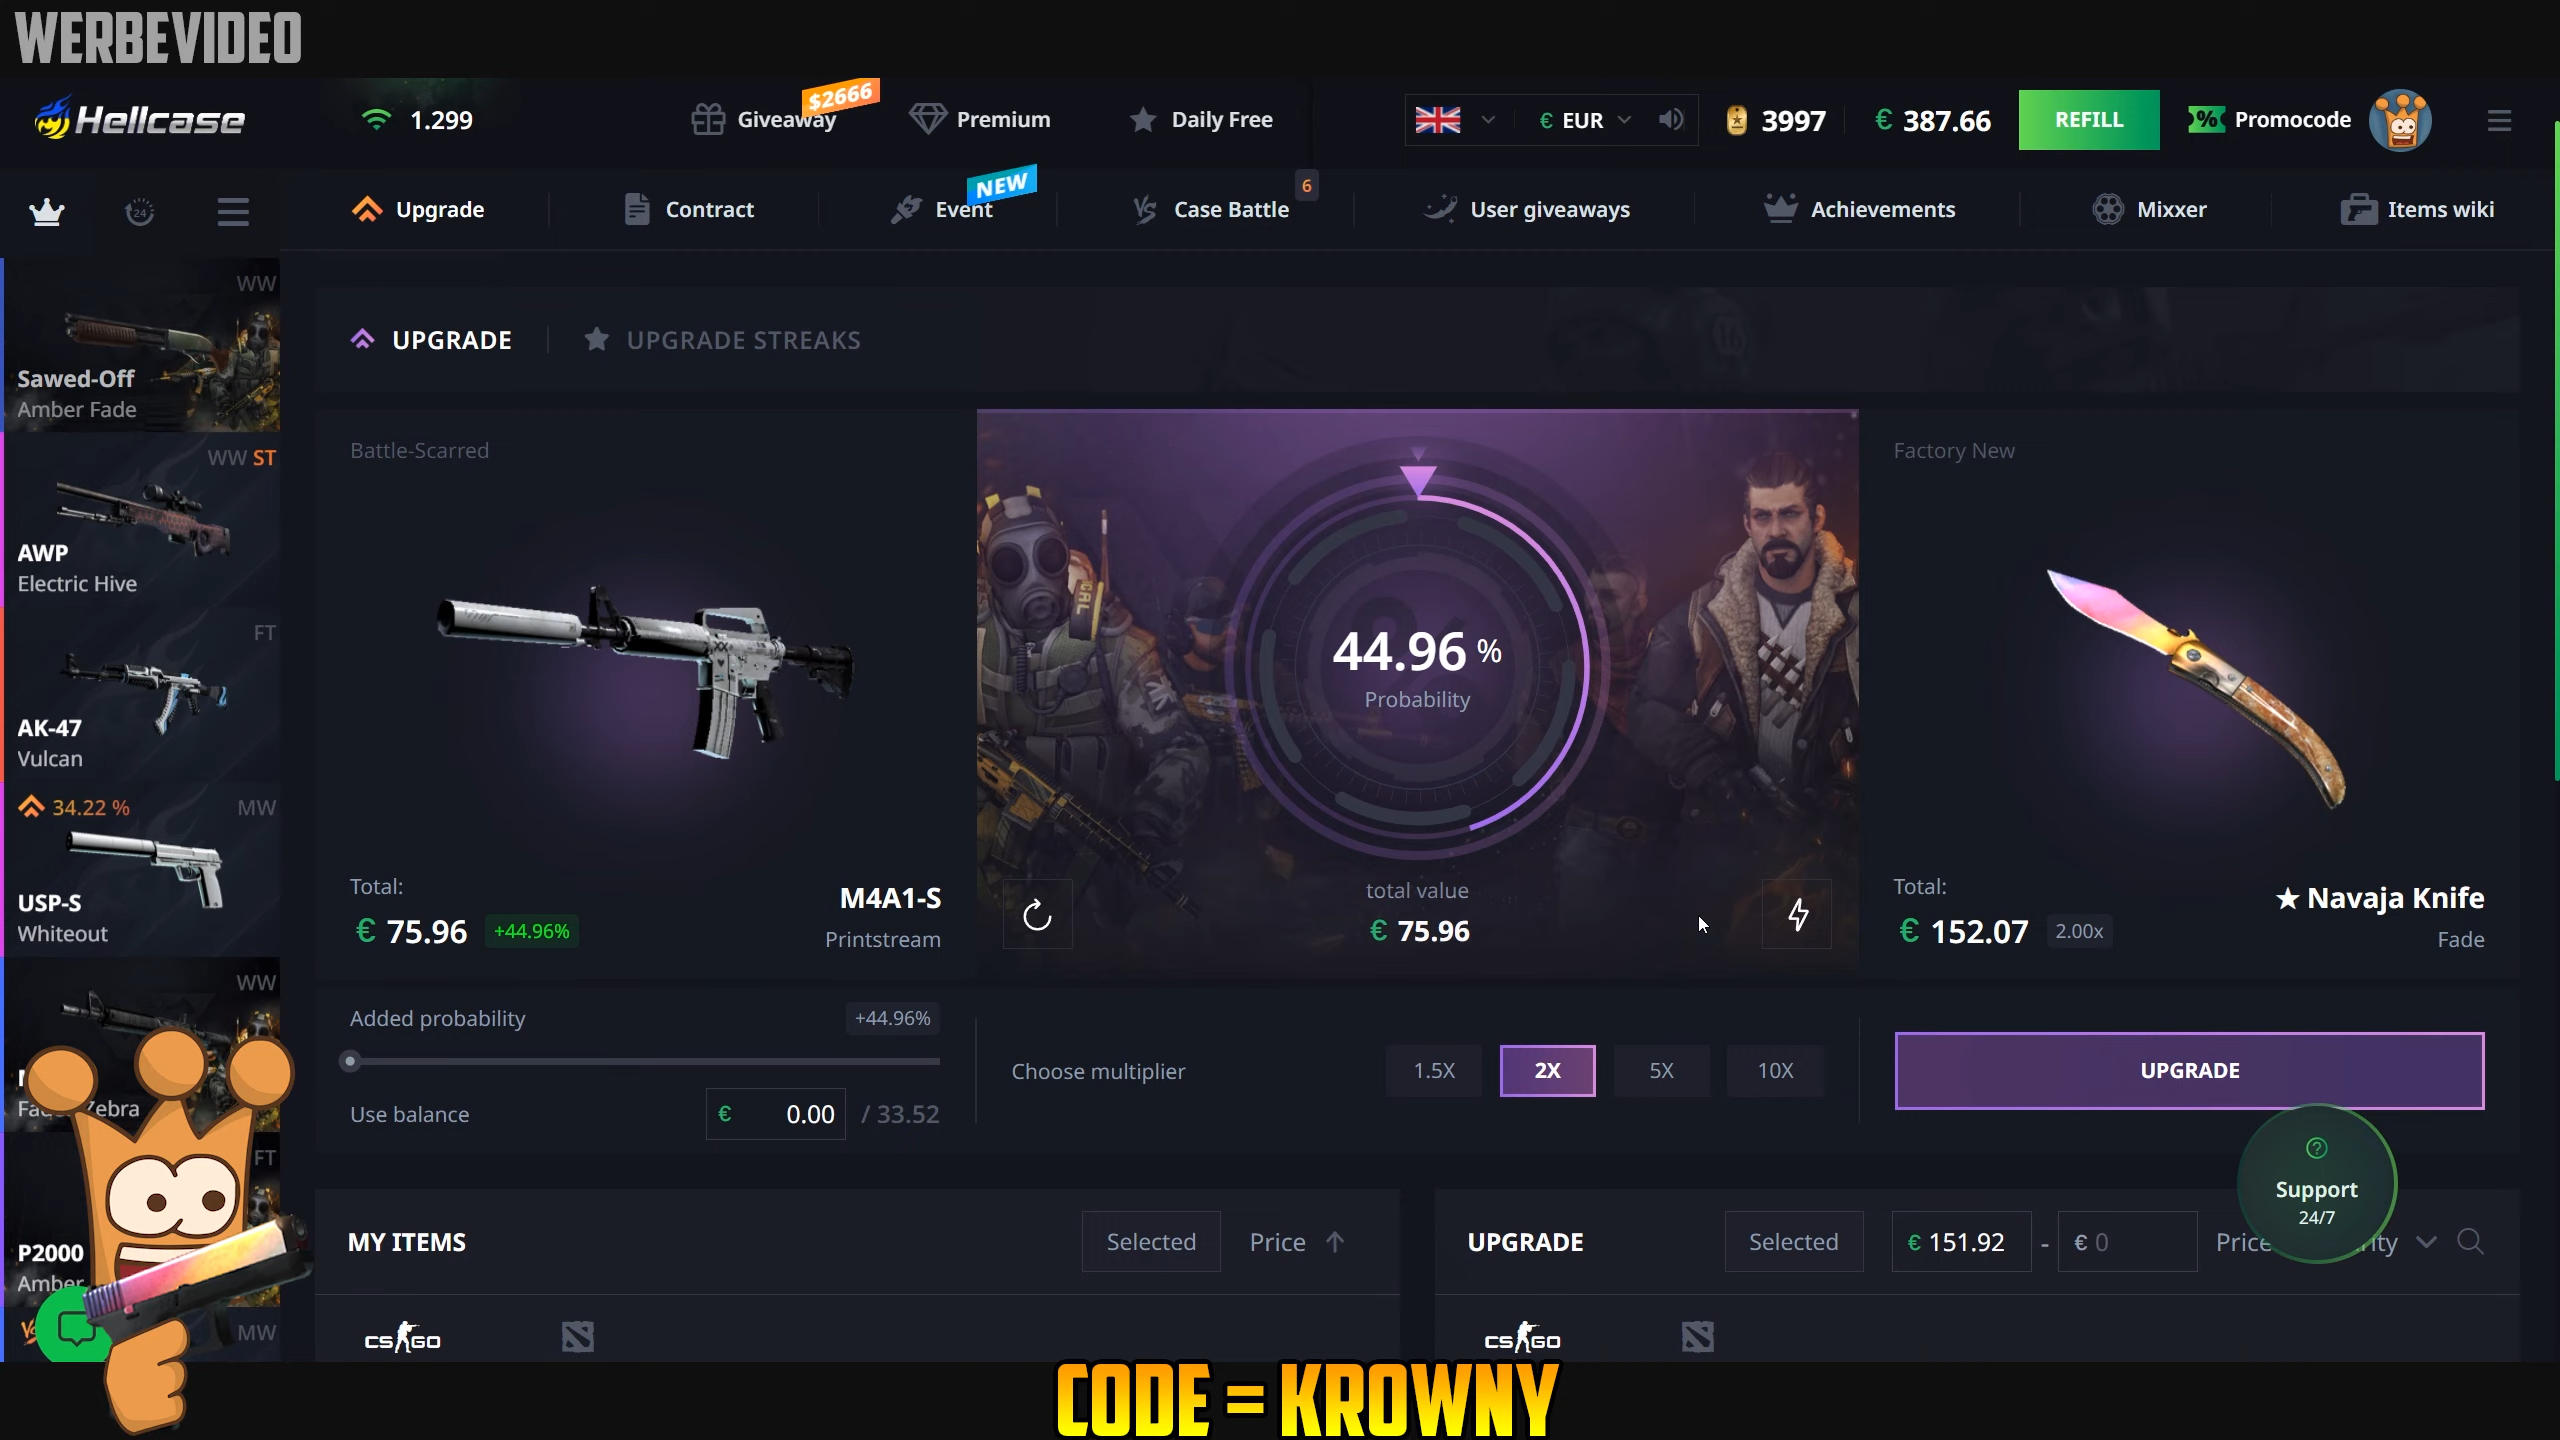 WERBEVIDEO
Hellcase
1.299
Giveaway
$2666
Premium
Daily Free
€ EUR
3997
€ 387.66
REFILL
% Promocode
24
Upgrade
Contract
Event
NEW
Case Battle
6
User giveaways
Achievements
Mixxer
Items wiki
WW
Sawed-Off
Amber Fade
WW ST
AWP
Electric Hive
FT
AK-47
Vulcan
34.22 %
MW
USP-S
Whiteout
WW
FT
P2000
Amber
MW
UPGRADE
UPGRADE STREAKS
Battle-Scarred
Total:
€ 75.96
+44.96%
M4A1-S
Printstream
44.96 %
Probability
total value
€ 75.96
Factory New
Total:
€ 152.07
2.00x
★ Navaja Knife
Fade
Added probability
+44.96%
Use balance
€ 0.00 / 33.52
Choose multiplier
1.5X
2X
5X
10X
UPGRADE
Support
24/7
MY ITEMS
Selected
Price
CS GO
UPGRADE
Selected
€ 151.92 - € 0
Price
CS GO
CODE = KROWNY